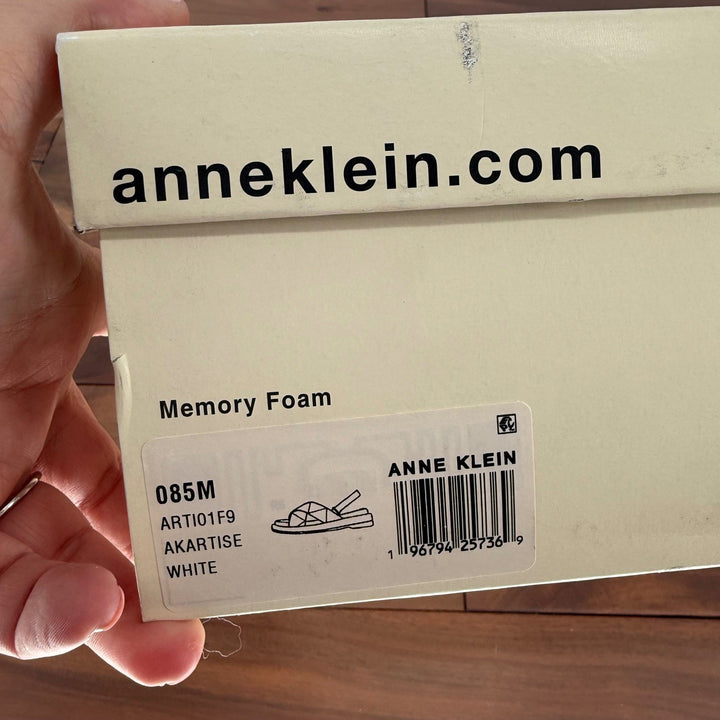 anneklein.com
Memory Foam
085M
ARTI01F9
AKARTISE
WHITE
ANNE KLEIN
1 96794 25736 9